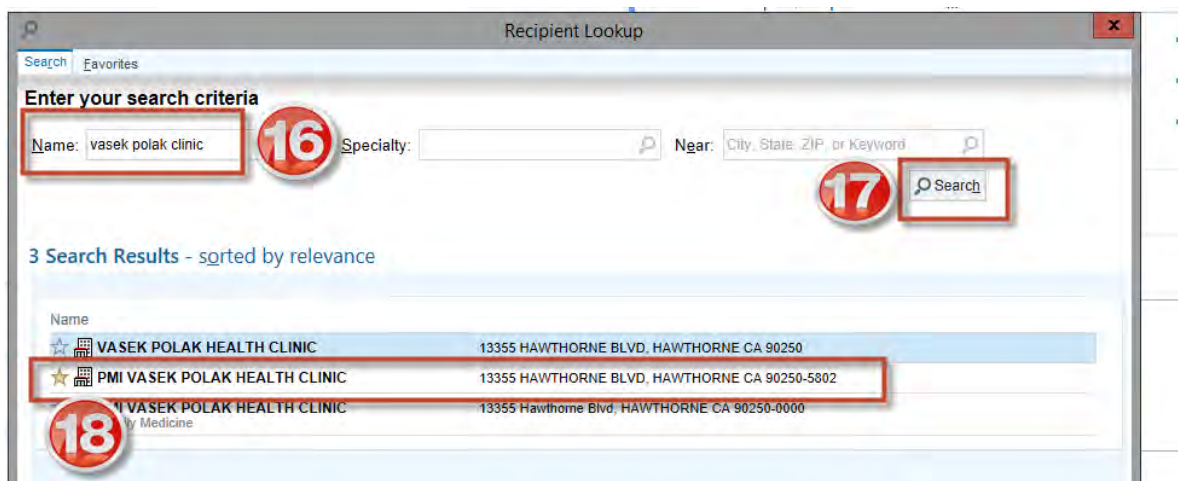 Recipient Lookup
x
Search Favorites
Enter your search criteria
Name: vasek polak clinic 16 Specialty: Near: City, State, ZIP, or Keyword
17 Search
3 Search Results - sorted by relevance
Name
VASEK POLAK HEALTH CLINIC 13355 HAWTHORNE BLVD, HAWTHORNE CA 90250
PMI VASEK POLAK HEALTH CLINIC 13355 HAWTHORNE BLVD, HAWTHORNE CA 90250-5802
VASEK POLAK HEALTH CLINIC 13355 Hawthorne Blvd, HAWTHORNE CA 90250-0000
18 Medicine